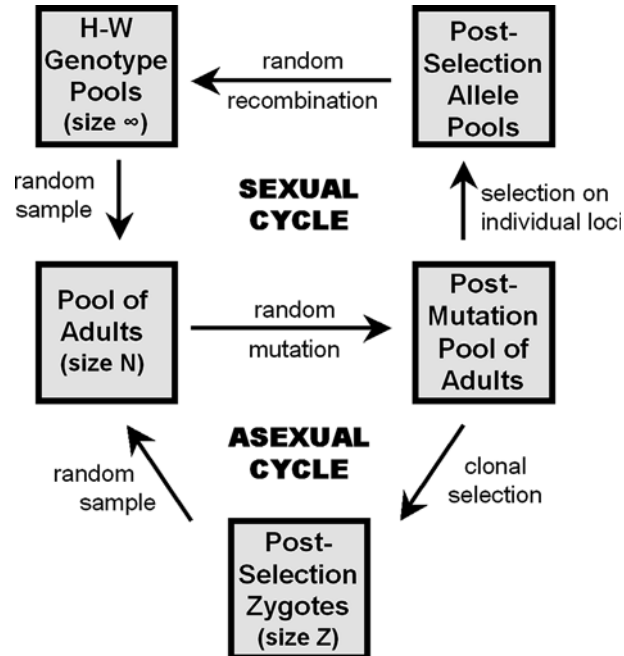 H-W
Genotype
Pools
(size ∞)
random
recombination
Post-
Selection
Allele
Pools
random
sample
SEXUAL
CYCLE
selection on
individual loci
Pool of
Adults
(size N)
random
mutation
Post-
Mutation
Pool of
Adults
random
sample
ASEXUAL
CYCLE
clonal
selection
Post-
Selection
Zygotes
(size Z)